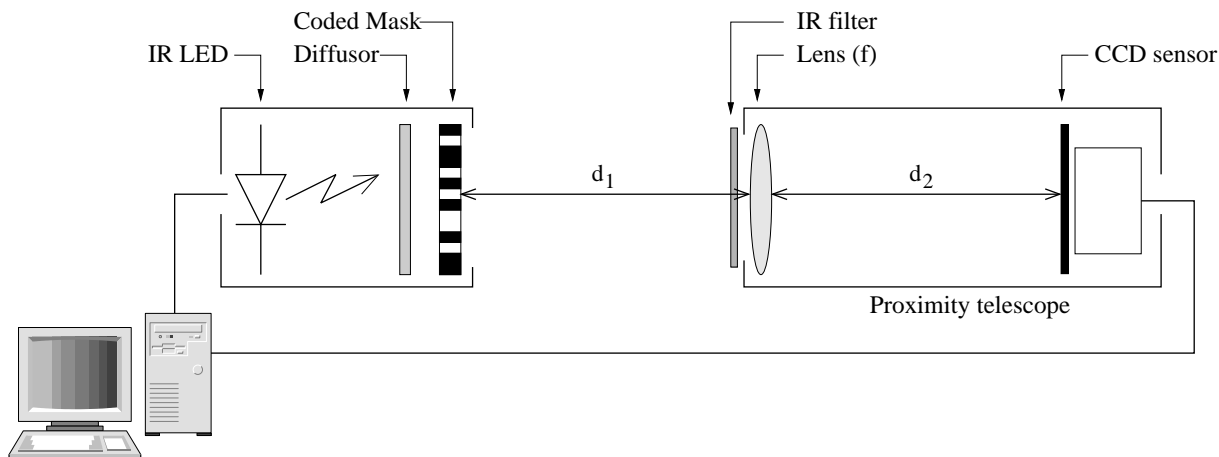 Coded Mask
IR filter
IR LED
Diffusor
Lens (f)
CCD sensor
d1
d2
Proximity telescope